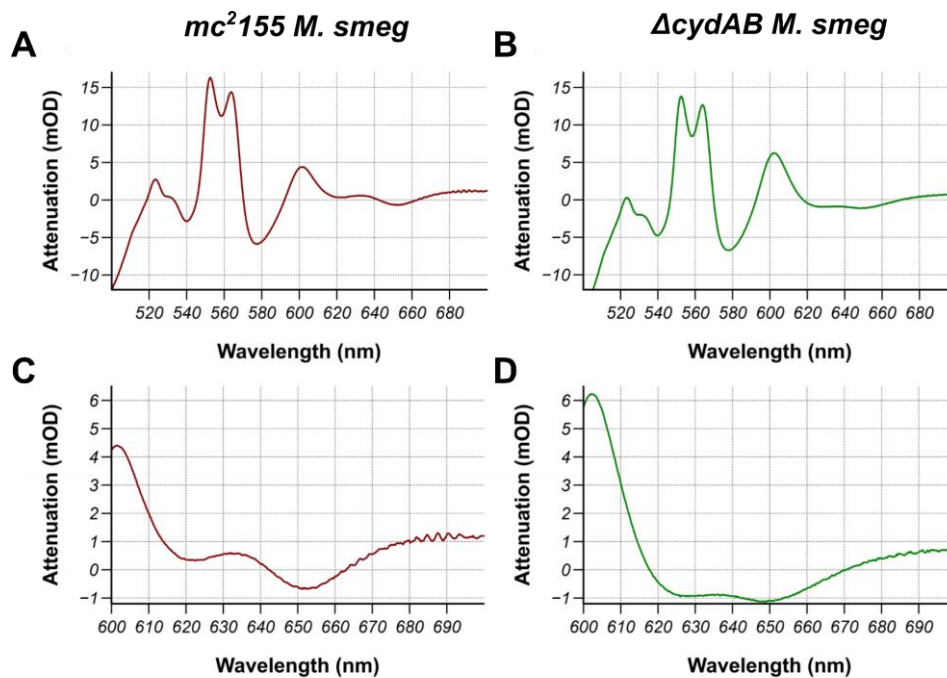 mc²155 M. smeg
ΔcydAB M. smeg
A
B
Attenuation (mOD)
15
10
5
0
−5
−10
520 540 560 580 600 620 640 660 680
Wavelength (nm)
Attenuation (mOD)
15
10
5
0
−5
−10
520 540 560 580 600 620 640 660 680
Wavelength (nm)
C
D
Attenuation (mOD)
6
5
4
3
2
1
0
−1
600 610 620 630 640 650 660 670 680 690
Wavelength (nm)
Attenuation (mOD)
6
5
4
3
2
1
0
−1
600 610 620 630 640 650 660 670 680 690
Wavelength (nm)